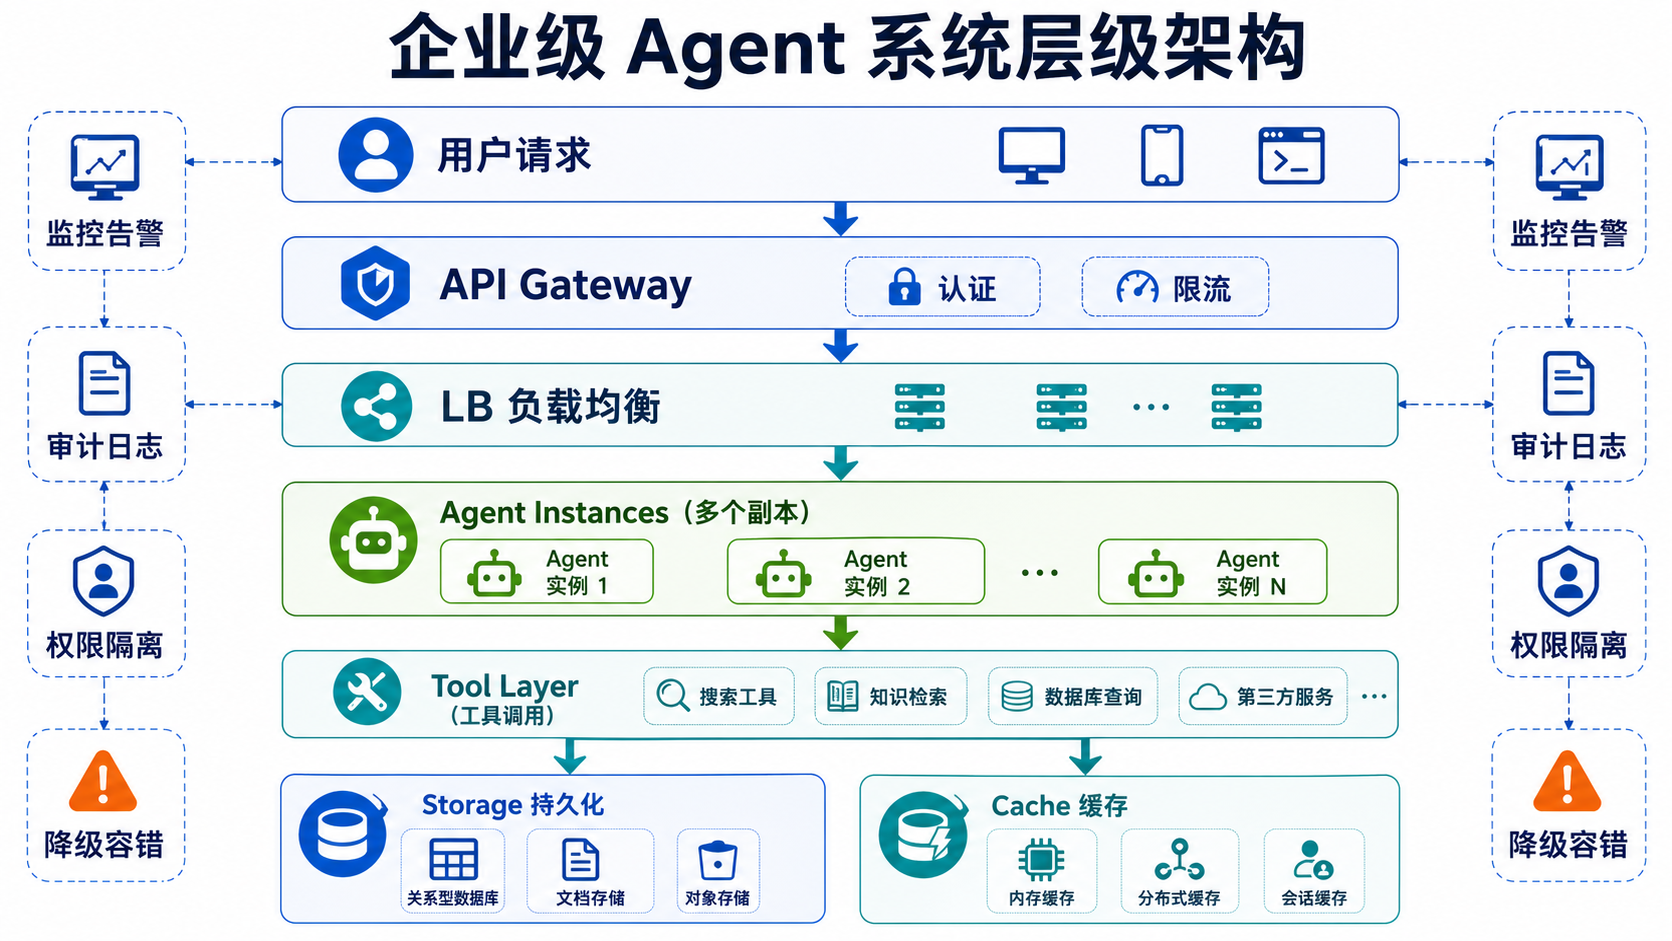 企业级 Agent 系统层级架构
监控告警
审计日志
权限隔离
降级容错
用户请求
API Gateway
认证
限流
LB 负载均衡
...
Agent Instances（多个副本）
Agent
实例 1
Agent
实例 2
...
Agent
实例 N
Tool Layer
（工具调用）
搜索工具
知识检索
数据库查询
第三方服务
...
Storage 持久化
关系型数据库
文档存储
对象存储
Cache 缓存
内存缓存
分布式缓存
会话缓存
监控告警
审计日志
权限隔离
降级容错